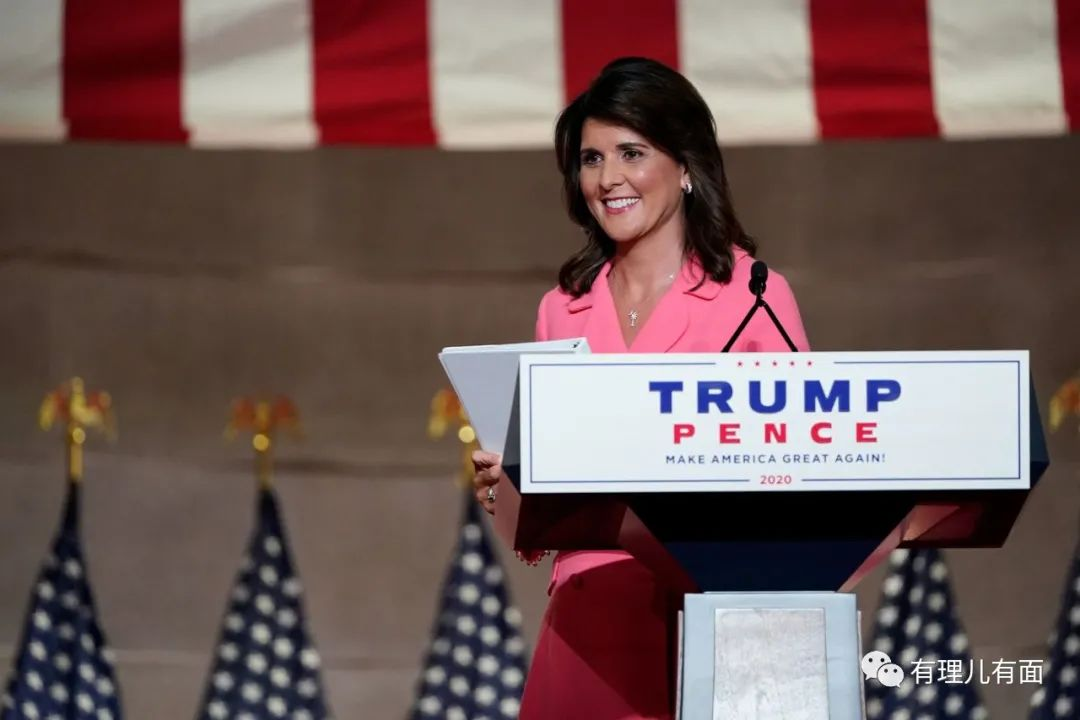 TRUMP
PENCE
MAKE AMERICA GREAT AGAIN!
2020
有理儿有面